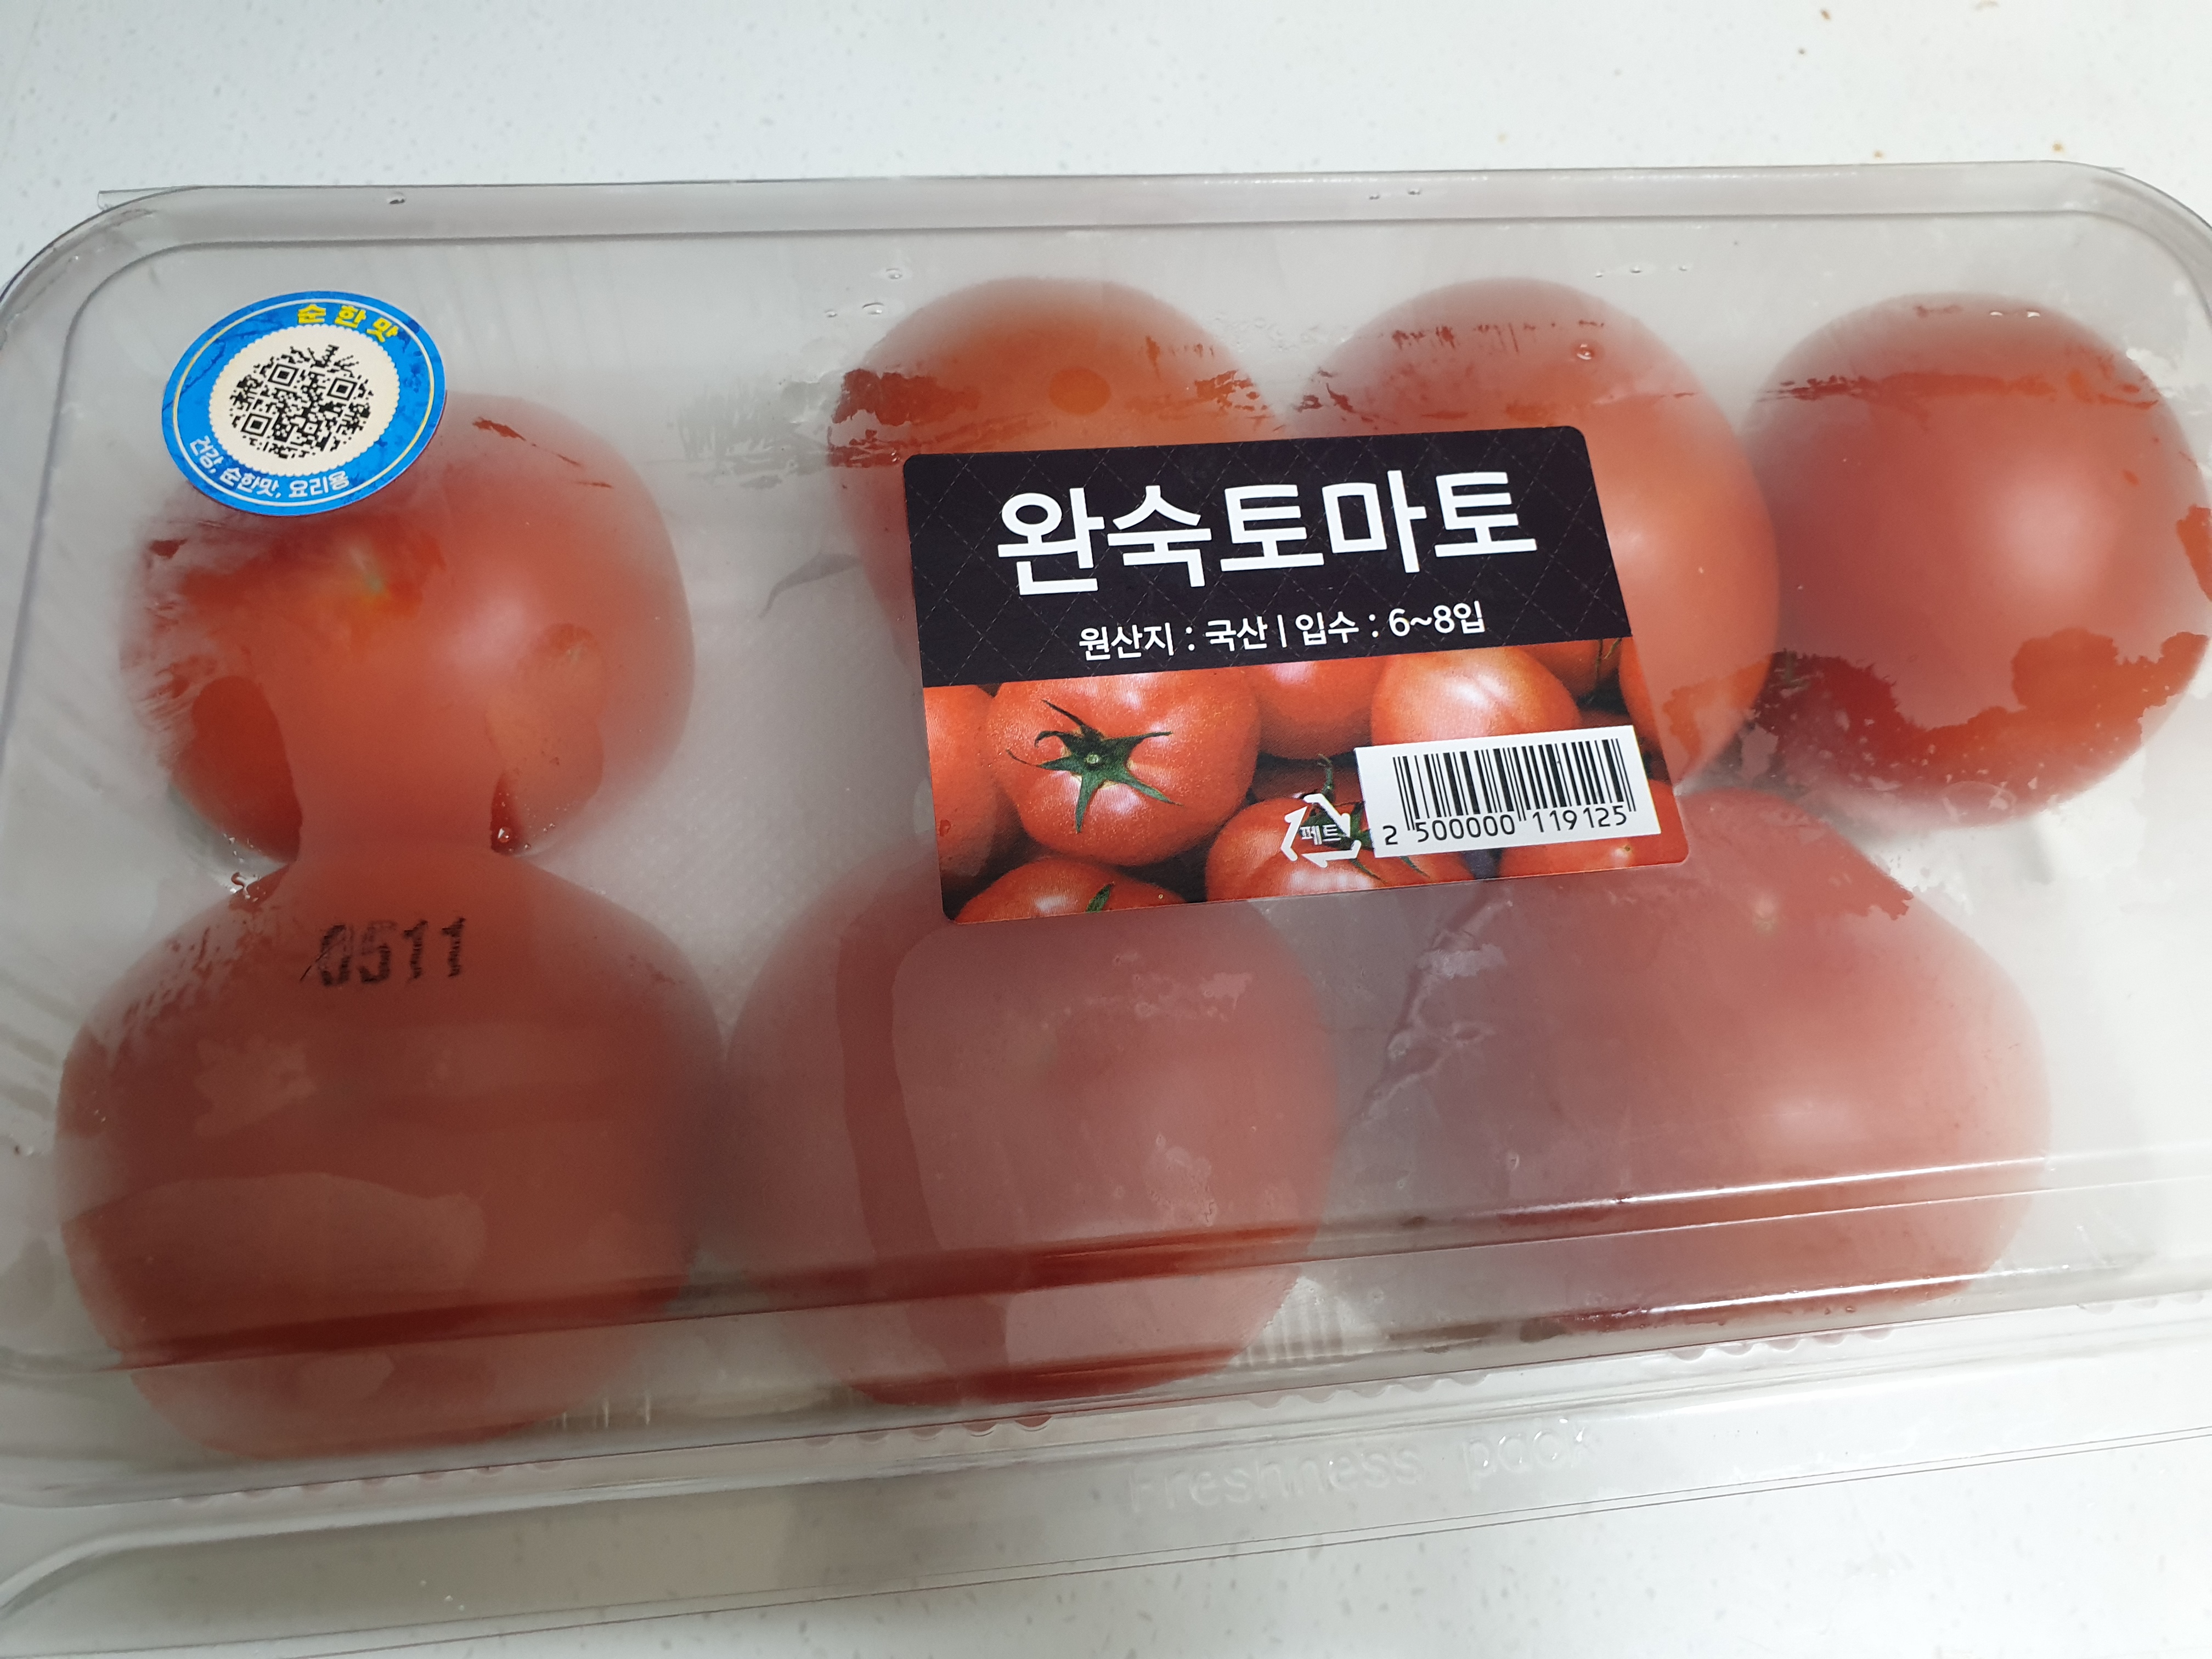 순한맛
건강, 순한맛, 요리용
완숙토마토
원산지 : 국산 | 입수 : 6~8입
페트
2 500000 119125
0511
Freshness pack